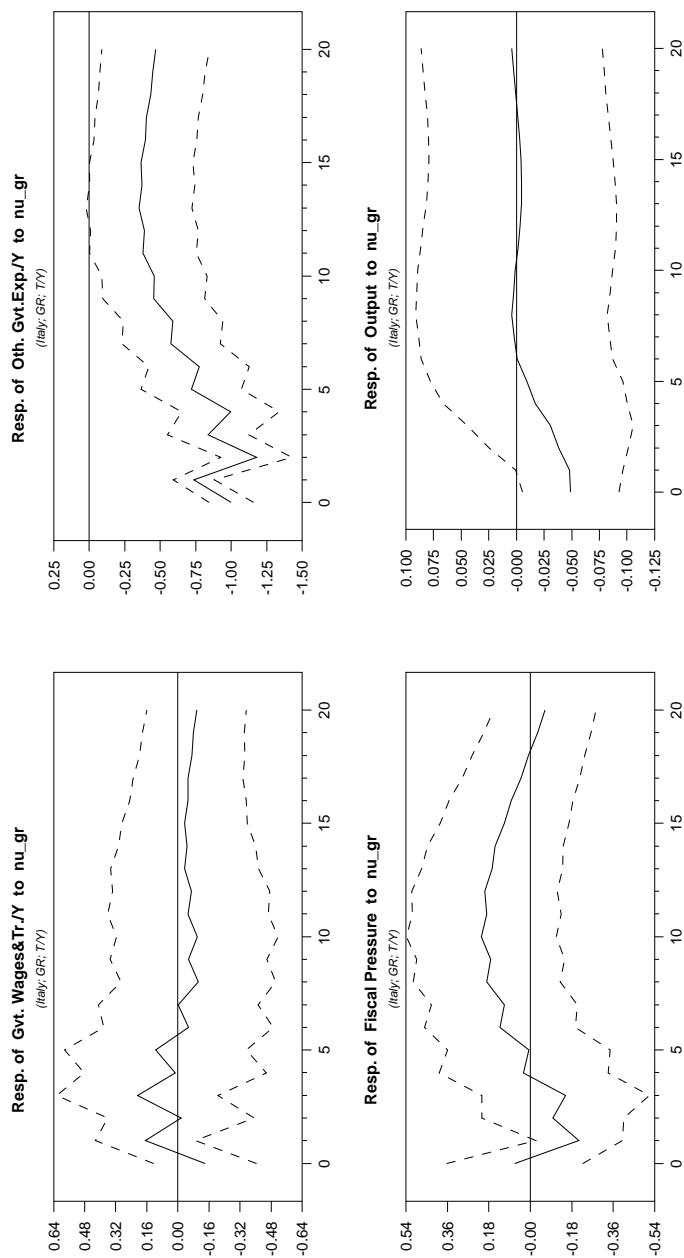 Resp. of Gvt. Wages&Tr./Y to nu_gr
(Italy; GR; T/Y)
0.64
0.48
0.32
0.16
0.00
-0.16
-0.32
-0.48
-0.64
0 5 10 15 20
Resp. of Oth. Gvt.Exp./Y to nu_gr
(Italy; GR; T/Y)
0.25
0.00
-0.25
-0.50
-0.75
-1.00
-1.25
-1.50
0 5 10 15 20
Resp. of Fiscal Pressure to nu_gr
(Italy; GR; T/Y)
0.54
0.36
0.18
-0.00
-0.18
-0.36
-0.54
0 5 10 15 20
Resp. of Output to nu_gr
(Italy; GR; T/Y)
0.100
0.075
0.050
0.025
-0.000
-0.025
-0.050
-0.075
-0.100
-0.125
0 5 10 15 20